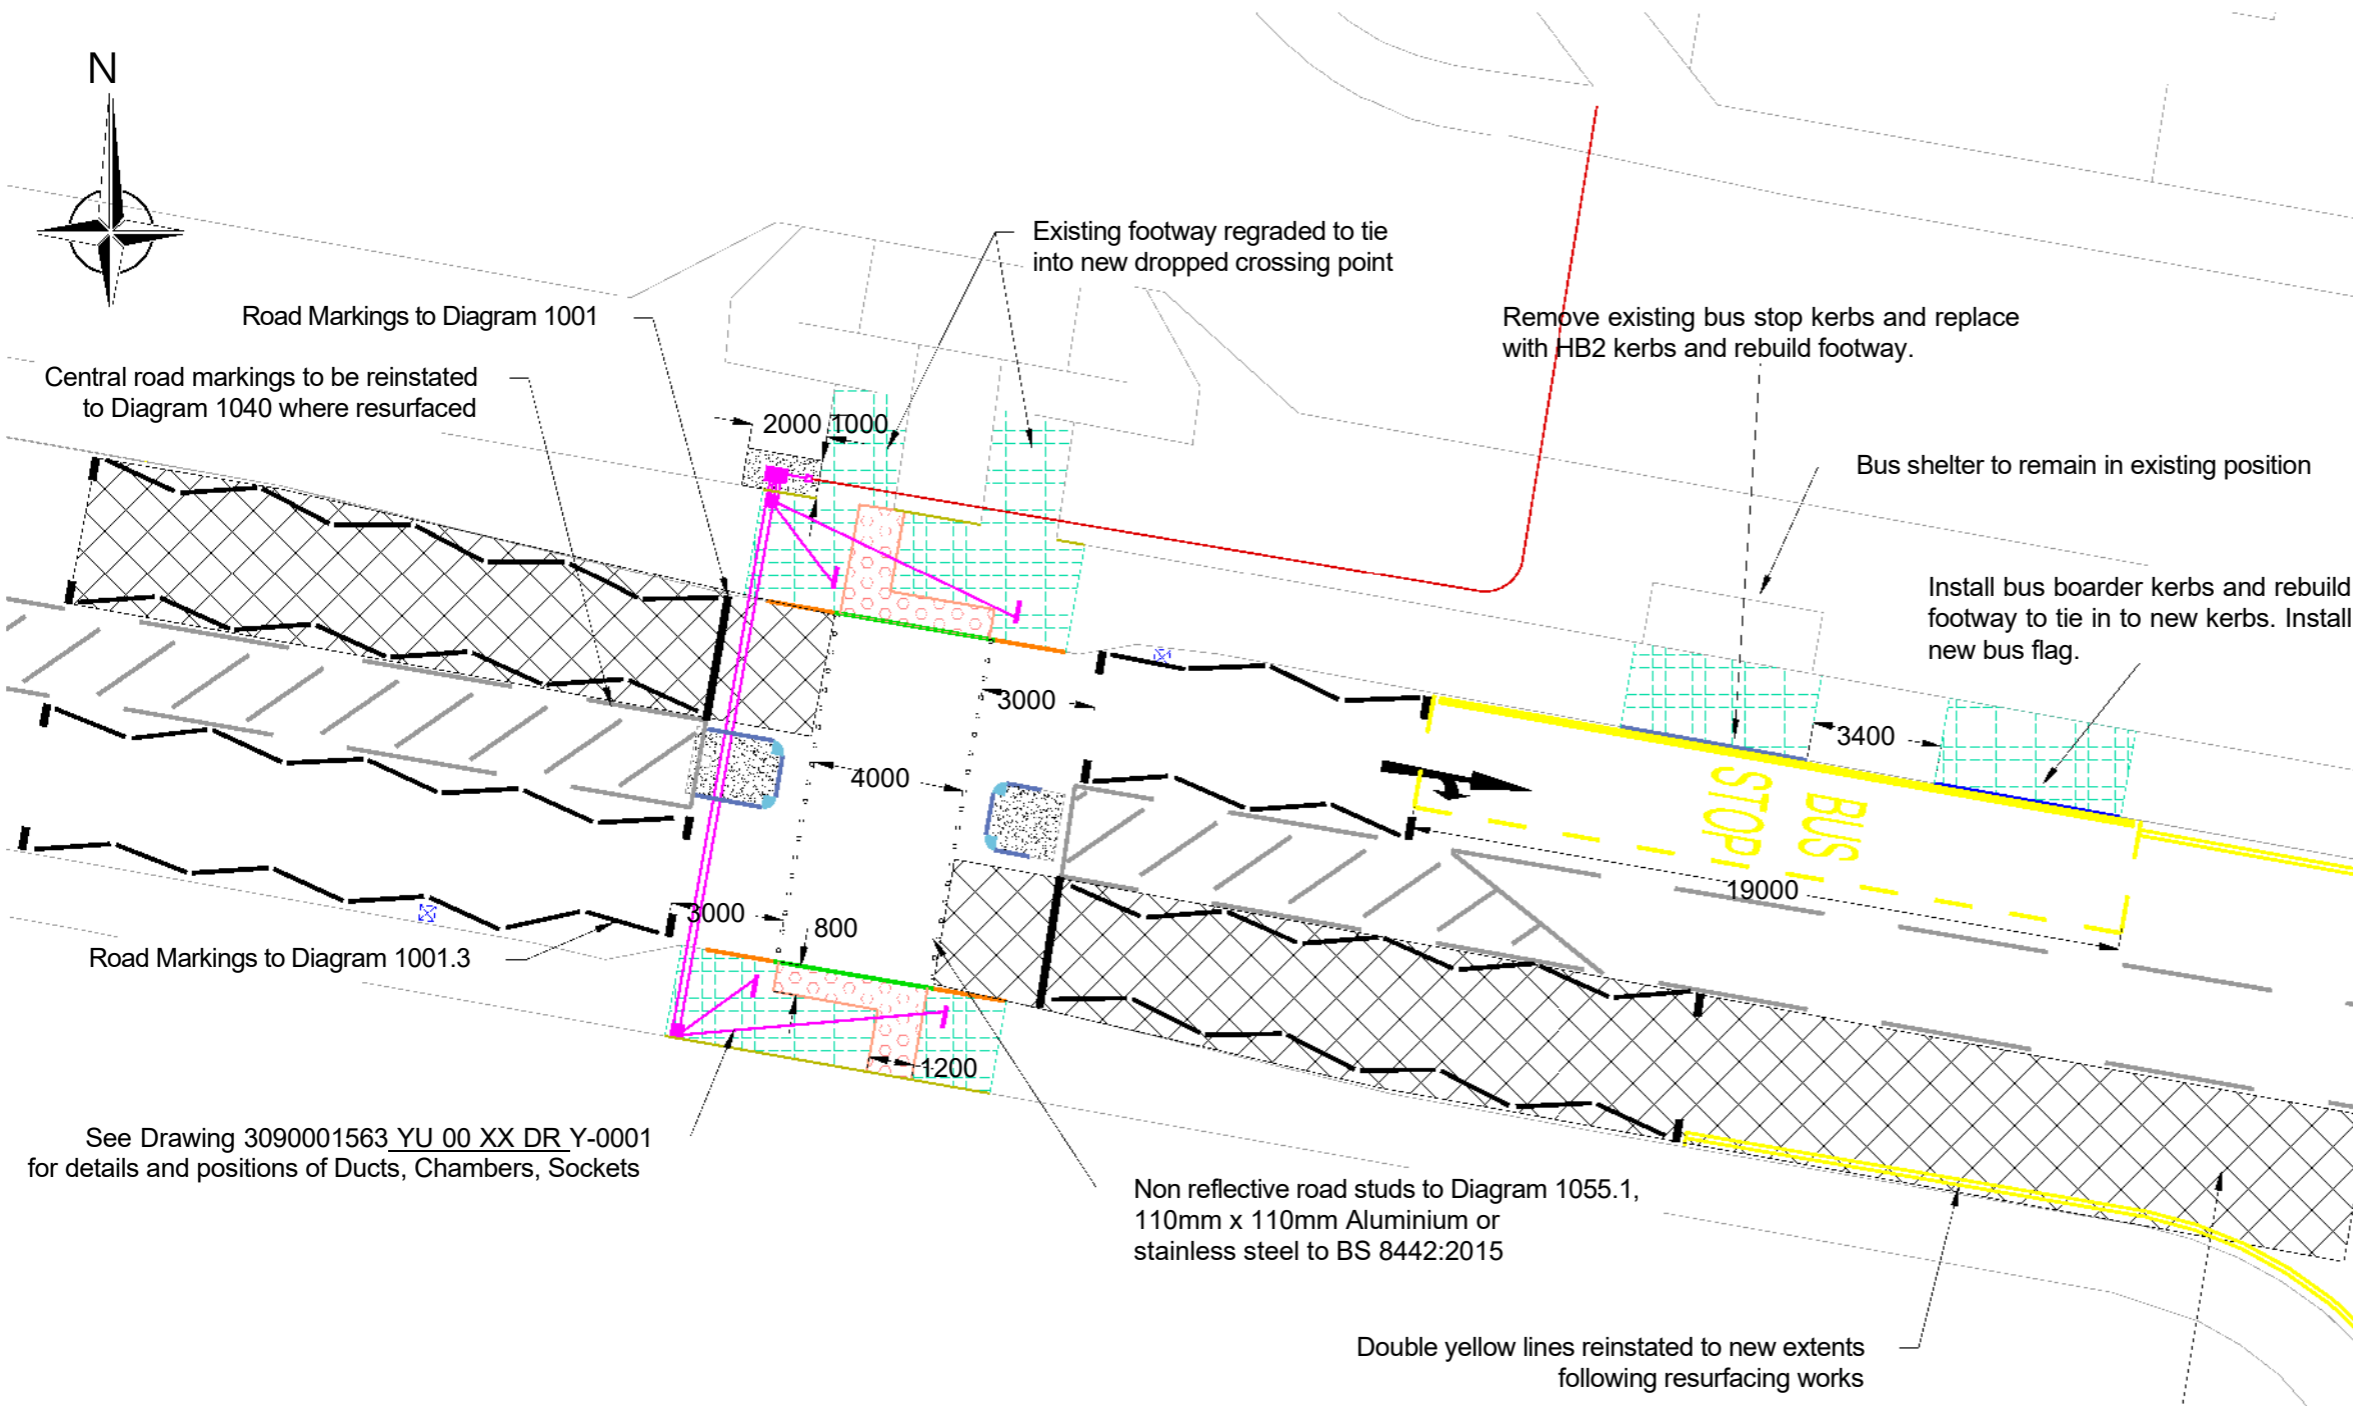 N
Existing footway regraded to tie
into new dropped crossing point
Road Markings to Diagram 1001
Remove existing bus stop kerbs and replace
with HB2 kerbs and rebuild footway.
Central road markings to be reinstated
to Diagram 1040 where resurfaced
2000 1000
Bus shelter to remain in existing position
Install bus boarder kerbs and rebuild
footway to tie in to new kerbs. Install
new bus flag.
3000
3400
4000
BUS
STOP
19000
3000
800
Road Markings to Diagram 1001.3
1200
See Drawing 3090001563 YU 00 XX DR Y-0001
for details and positions of Ducts, Chambers, Sockets
Non reflective road studs to Diagram 1055.1,
110mm x 110mm Aluminium or
stainless steel to BS 8442:2015
Double yellow lines reinstated to new extents
following resurfacing works